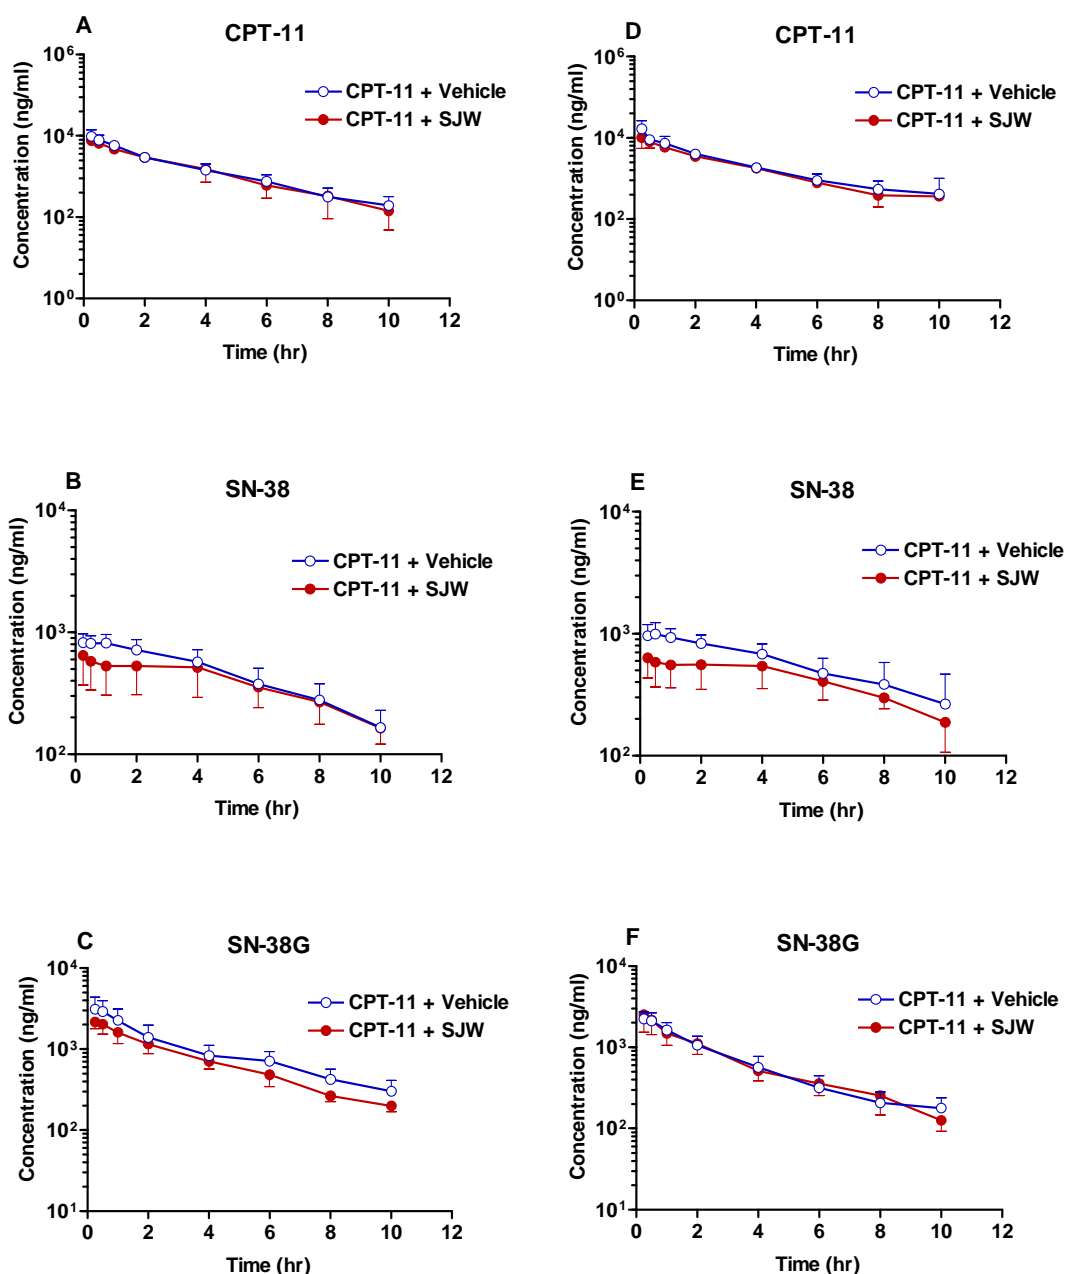 A
CPT-11
10^6
10^4
10^2
10^0
Concentration (ng/ml)
CPT-11 + Vehicle
CPT-11 + SJW
0 2 4 6 8 10 12
Time (hr)
D
CPT-11
10^6
10^4
10^2
10^0
Concentration (ng/ml)
CPT-11 + Vehicle
CPT-11 + SJW
0 2 4 6 8 10 12
Time (hr)
B
SN-38
10^4
10^3
10^2
Concentration (ng/ml)
CPT-11 + Vehicle
CPT-11 + SJW
0 2 4 6 8 10 12
Time (hr)
E
SN-38
10^4
10^3
10^2
Concentration (ng/ml)
CPT-11 + Vehicle
CPT-11 + SJW
0 2 4 6 8 10 12
Time (hr)
C
SN-38G
10^4
10^3
10^2
10^1
Concentration (ng/ml)
CPT-11 + Vehicle
CPT-11 + SJW
0 2 4 6 8 10 12
Time (hr)
F
SN-38G
10^4
10^3
10^2
10^1
Concentration (ng/ml)
CPT-11 + Vehicle
CPT-11 + SJW
0 2 4 6 8 10 12
Time (hr)